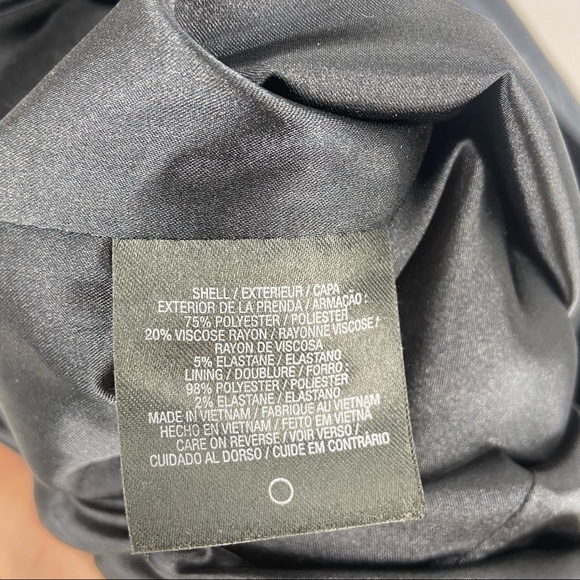 SHELL / EXTERIEUR / CAPA
EXTERIOR DE LA PRENDA / ARMAÇÃO :
75% POLYESTER / POLIESTER
20% VISCOSE RAYON / RAYONNE VISCOSE /
RAYON DE VISCOSA
5% ELASTANE / ELASTANO
LINING / DOUBLURE / FORRO :
98% POLYESTER / POLIESTER
2% ELASTANE / ELASTANO
MADE IN VIETNAM / FABRIQUE AU VIETNAM
HECHO EN VIETNAM / FEITO EM VIETNÃ
CARE ON REVERSE / VOIR VERSO /
CUIDADO AL DORSO / CUIDE EM CONTRÁRIO